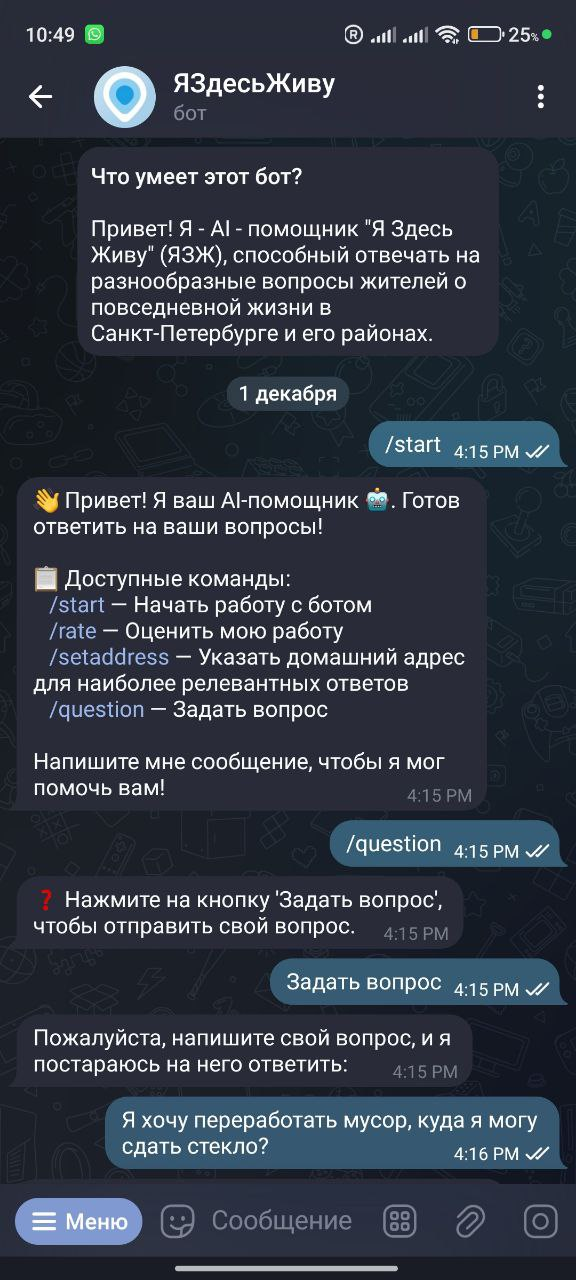 10:49
R
25%
ЯЗдесьЖиву
бот
Что умеет этот бот?
Привет! Я - AI - помощник "Я Здесь
Живу" (ЯЗЖ), способный отвечать на
разнообразные вопросы жителей о
повседневной жизни в
Санкт-Петербурге и его районах.
1 декабря
/start 4:15 PM
👋 Привет! Я ваш AI-помощник 🤖. Готов
ответить на ваши вопросы!
📋 Доступные команды:
/start — Начать работу с ботом
/rate — Оценить мою работу
/setaddress — Указать домашний адрес
для наиболее релевантных ответов
/question — Задать вопрос
Напишите мне сообщение, чтобы я мог
помочь вам! 4:15 PM
/question 4:15 PM
❓ Нажмите на кнопку 'Задать вопрос',
чтобы отправить свой вопрос. 4:15 PM
Задать вопрос 4:15 PM
Пожалуйста, напишите свой вопрос, и я
постараюсь на него ответить: 4:15 PM
Я хочу переработать мусор, куда я могу
сдать стекло? 4:16 PM
Меню Сообщение